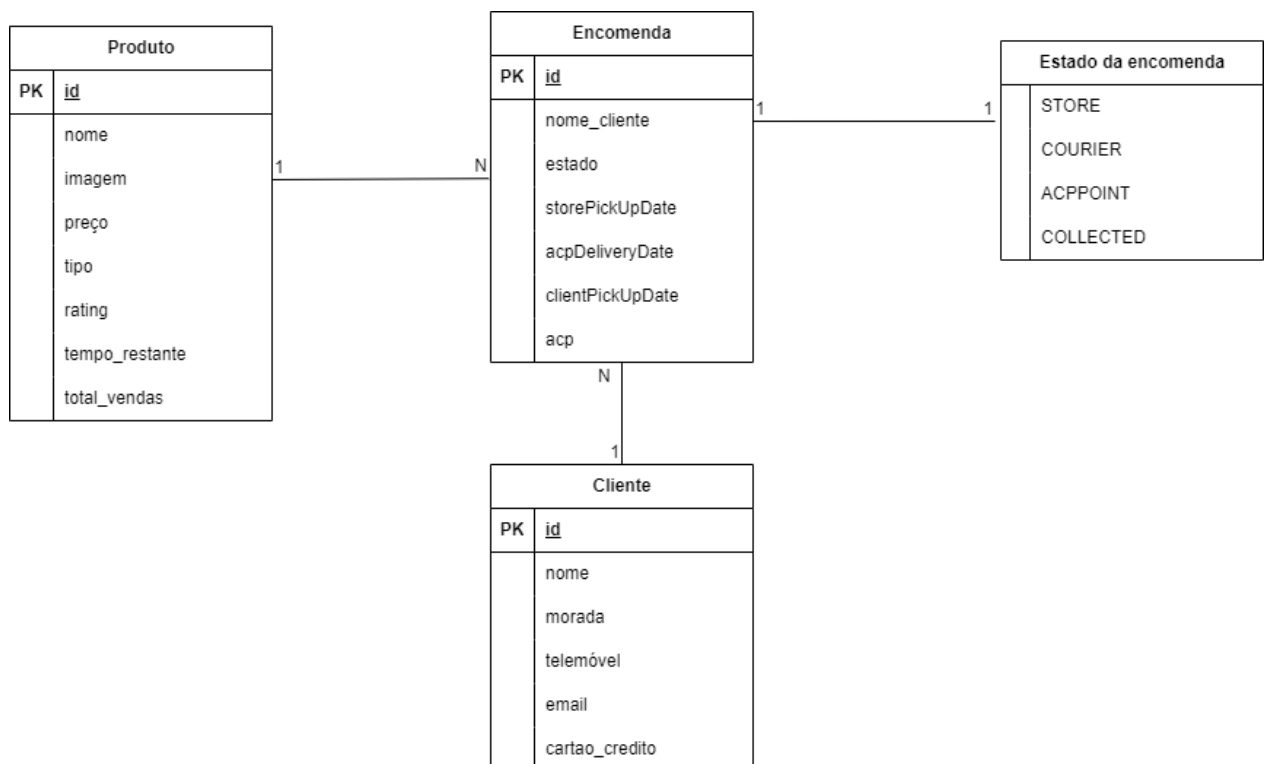 Produto
PK id
nome
imagem
preço
tipo
rating
tempo_restante
total_vendas
1
N
Encomenda
PK id
nome_cliente
estado
storePickUpDate
acpDeliveryDate
clientPickUpDate
acp
1
1
Estado da encomenda
STORE
COURIER
ACPPOINT
COLLECTED
N
1
Cliente
PK id
nome
morada
telemóvel
email
cartao_credito